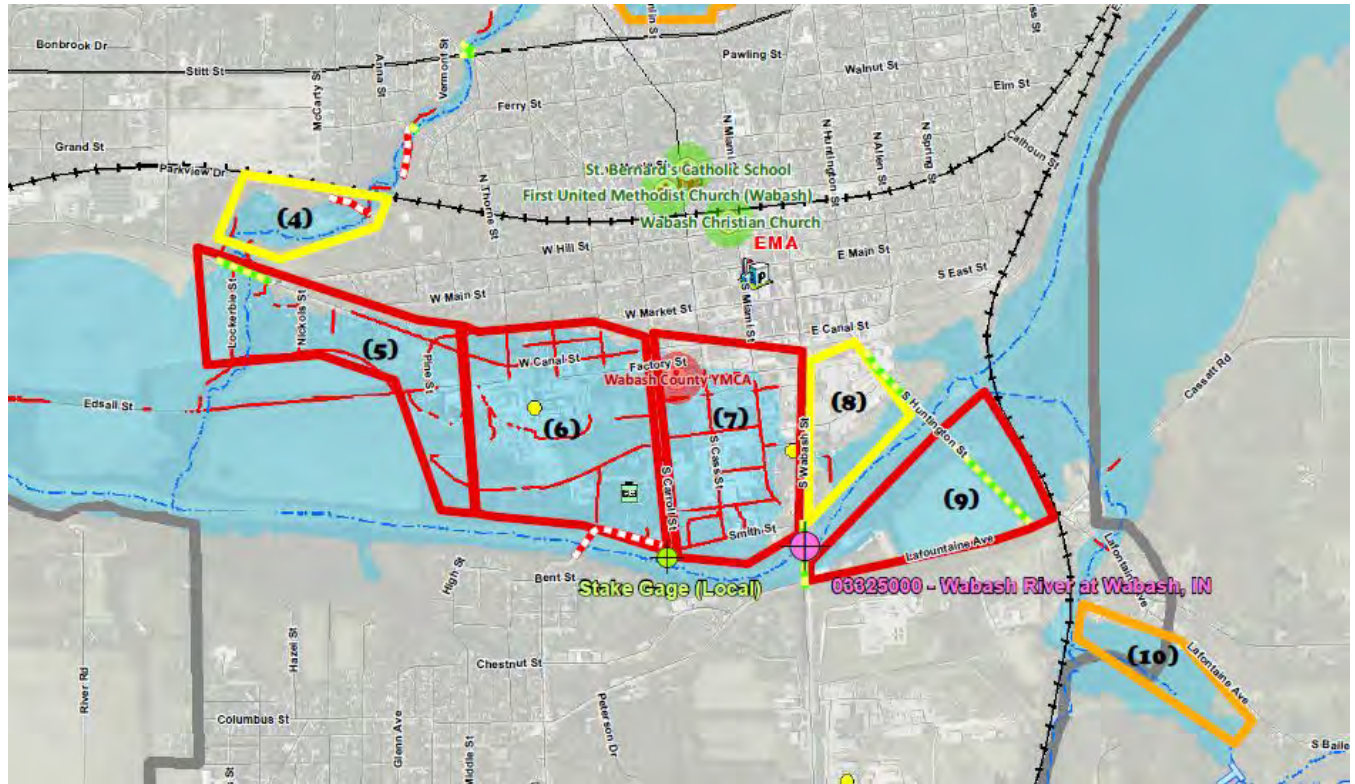 Bonbrook Dr
Stitt St
McCarty St
Anna St
Vermont St
Pawling St
Walnut St
Elm St
Ferry St
Grand St
Parkview Dr
N Thorne St
N Miami St
N Huntington St
N Allen St
N Spring St
Calhoun St
St. Bernard's Catholic School
First United Methodist Church (Wabash)
Wabash Christian Church
EMA
(4)
W Hill St
E Main St
S East St
W Main St
W Market St
S Miami St
E Canal St
Lockerbie St
Nickols St
(5)
Pine St
W Canal St
Factory St
Wabash County YMCA
(6)
(7)
(8)
S Huntington St
Cassatt Rd
Edsall St
S Carroll St
S Cass St
S Wabash St
(9)
Smith St
Lafountaine Ave
Lafontaine Ave
High St
Bent St
Stake Gage (Local)
03325000 - Wabash River at Wabash, IN
(10)
Lafontaine Ave
River Rd
Hazel St
Chestnut St
Columbus St
Glenn Ave
Middle St
Peterson Dr
S Baile